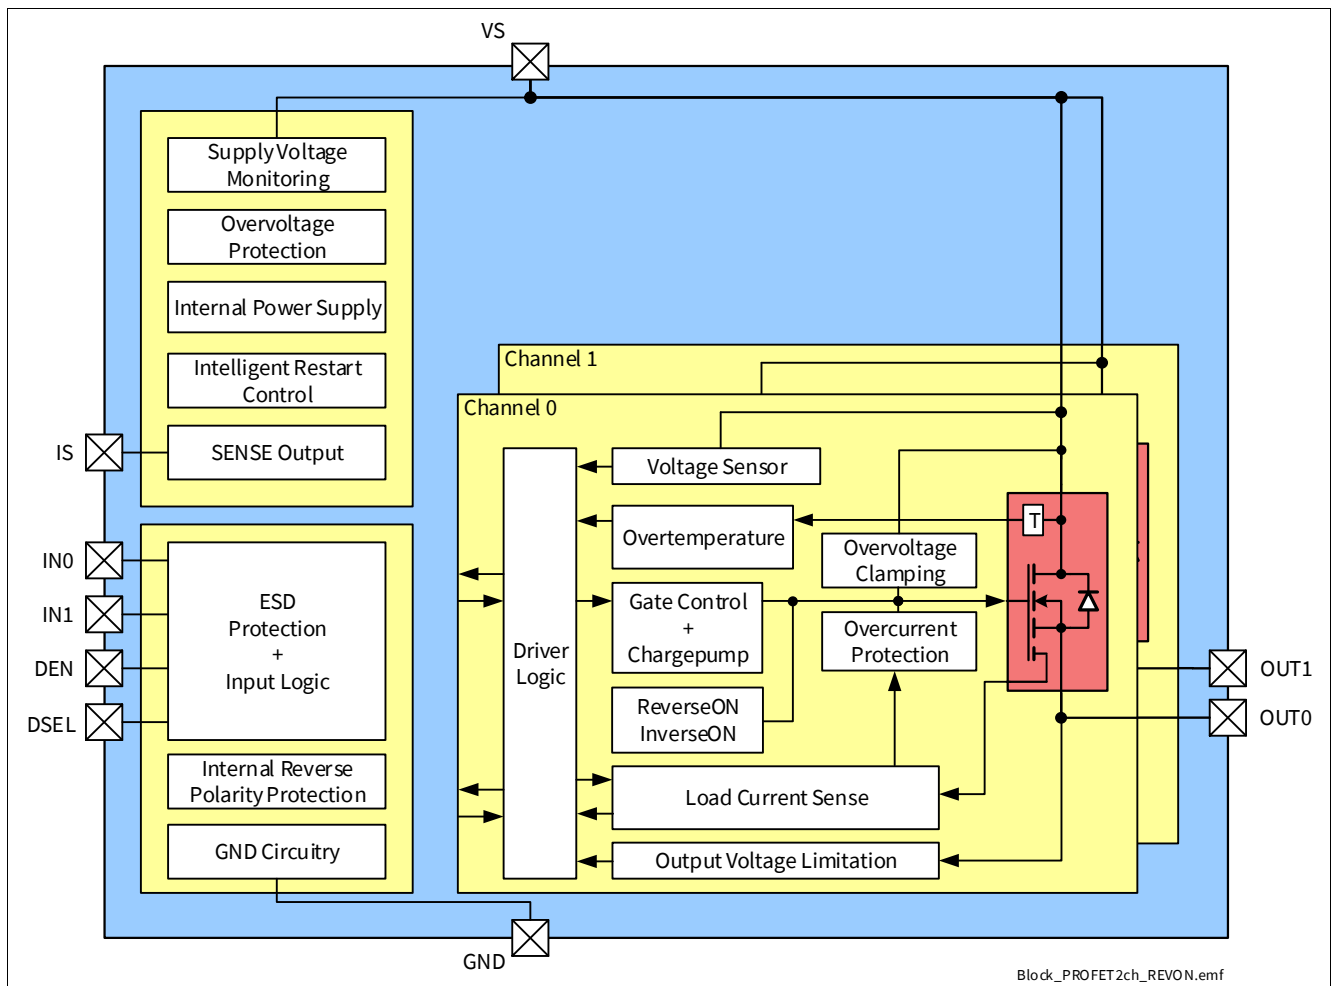 VS
Supply Voltage
Monitoring
Overvoltage
Protection
Internal Power Supply
Intelligent Restart
Control
SENSE Output
IS
IN0
IN1
DEN
DSEL
ESD
Protection
+
Input Logic
Internal Reverse
Polarity Protection
GND Circuitry
GND
Channel 1
Channel 0
Driver
Logic
Voltage Sensor
Overtemperature
T
Overvoltage
Clamping
Gate Control
+
Chargepump
Overcurrent
Protection
ReverseON
InverseON
Load Current Sense
Output Voltage Limitation
OUT1
OUT0
Block_PROFET2ch_REVON.emf